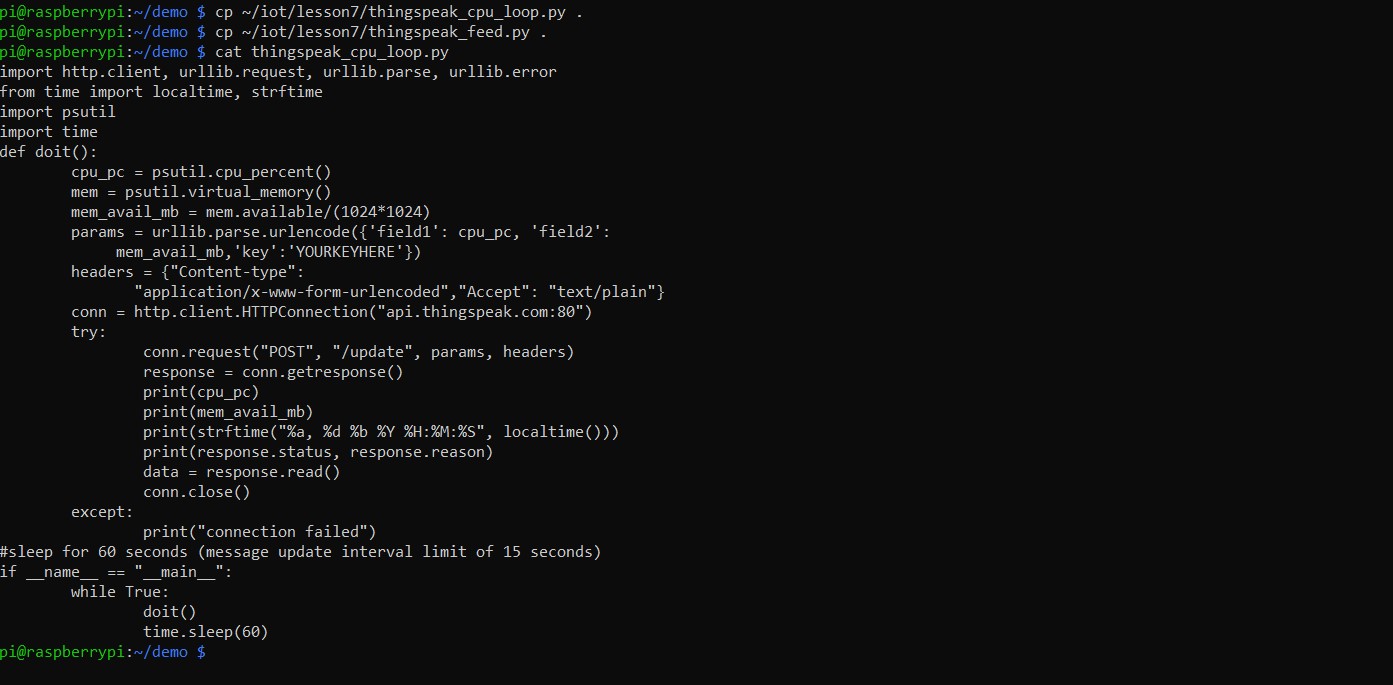 pi@raspberrypi:~/demo $ cp ~/iot/lesson7/thingspeak_cpu_loop.py .
pi@raspberrypi:~/demo $ cp ~/iot/lesson7/thingspeak_feed.py .
pi@raspberrypi:~/demo $ cat thingspeak_cpu_loop.py
import http.client, urllib.request, urllib.parse, urllib.error
from time import localtime, strftime
import psutil
import time
def doit():
        cpu_pc = psutil.cpu_percent()
        mem = psutil.virtual_memory()
        mem_avail_mb = mem.available/(1024*1024)
        params = urllib.parse.urlencode({'field1': cpu_pc, 'field2':
             mem_avail_mb,'key':'YOURKEYHERE'})
        headers = {"Content-type":
               "application/x-www-form-urlencoded","Accept": "text/plain"}
        conn = http.client.HTTPConnection("api.thingspeak.com:80")
        try:
                conn.request("POST", "/update", params, headers)
                response = conn.getresponse()
                print(cpu_pc)
                print(mem_avail_mb)
                print(strftime("%a, %d %b %Y %H:%M:%S", localtime()))
                print(response.status, response.reason)
                data = response.read()
                conn.close()
        except:
                print("connection failed")
#sleep for 60 seconds (message update interval limit of 15 seconds)
if __name__ == "__main__":
        while True:
                doit()
                time.sleep(60)
pi@raspberrypi:~/demo $